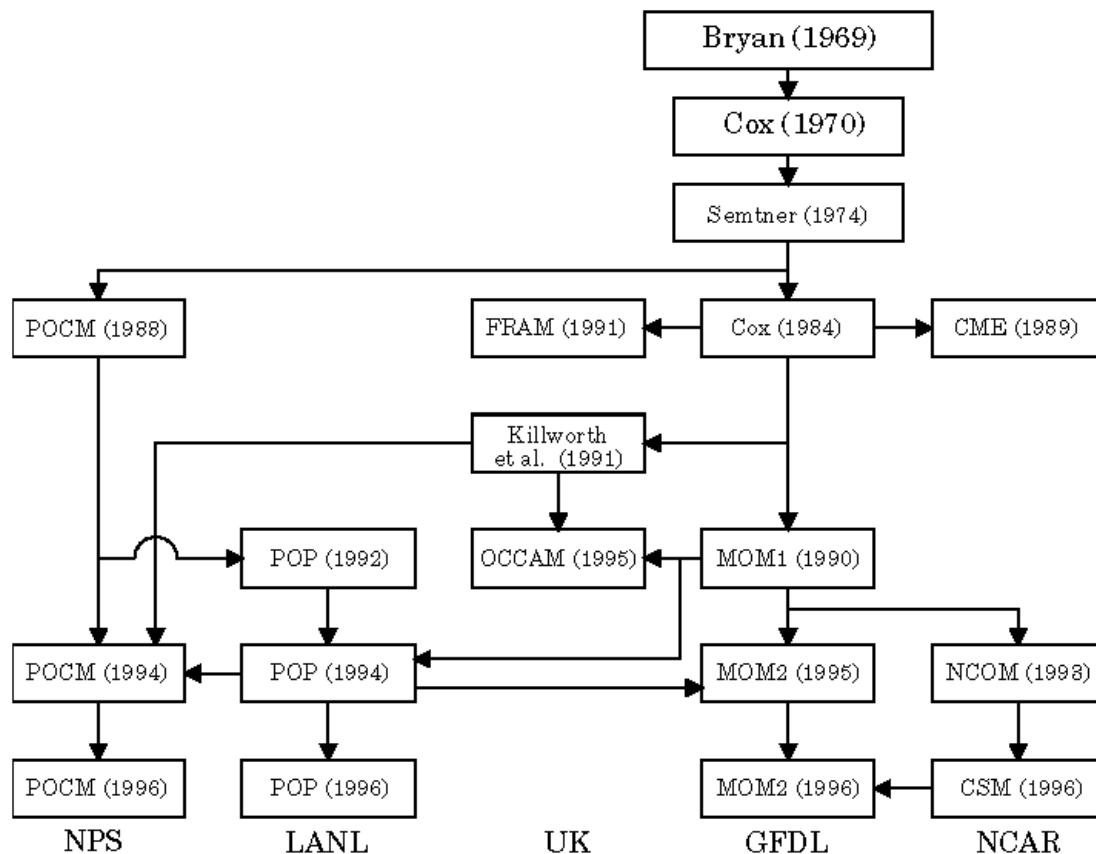 Bryan (1969)
Cox (1970)
Semtner (1974)
POCM (1988)
FRAM (1991)
Cox (1984)
CME (1989)
Killworth
et al. (1991)
POP (1992)
OCCAM (1995)
MOM1 (1990)
POCM (1994)
POP (1994)
MOM2 (1995)
NCOM (1993)
POCM (1996)
POP (1996)
MOM2 (1996)
CSM (1996)
NPS
LANL
UK
GFDL
NCAR